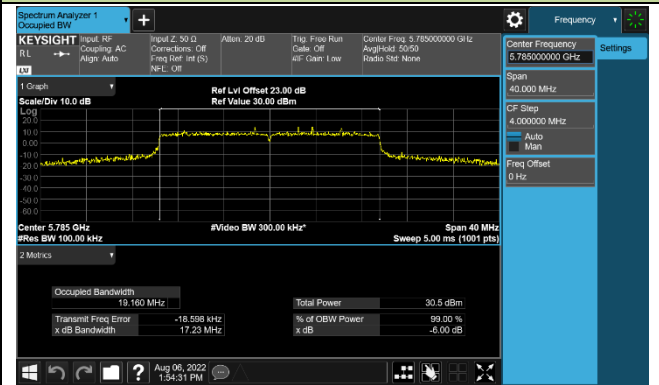 Spectrum Analyzer 1
Occupied BW
+
Frequency
KEYSIGHT
RL
LXI
Input: RF
Coupling: AC
Align: Auto
Input Z: 50 Ω
Corrections: Off
Freq Ref: Int (S)
NFE: Off
Atten: 20 dB
Trig: Free Run
Gate: Off
#IF Gain: Low
Center Freq: 5.785000000 GHz
Avg|Hold: 50/50
Radio Std: None
Center Frequency
5.785000000 GHz
Settings
Span
40.000 MHz
CF Step
4.000000 MHz
Auto
Man
Freq Offset
0 Hz
1 Graph
Scale/Div 10.0 dB
Ref Lvl Offset 23.00 dB
Ref Value 30.00 dBm
Log
20.0
10.0
0.00
-10.0
-20.0
-30.0
-40.0
-50.0
-60.0
Center 5.785 GHz
#Res BW 100.00 kHz
#Video BW 300.00 kHz*
Span 40 MHz
Sweep 5.00 ms (1001 pts)
2 Metrics
Occupied Bandwidth
19.160 MHz
Total Power 30.5 dBm
Transmit Freq Error -18.598 kHz
% of OBW Power 99.00 %
x dB Bandwidth 17.23 MHz
x dB -6.00 dB
?
Aug 06, 2022
1:54:31 PM